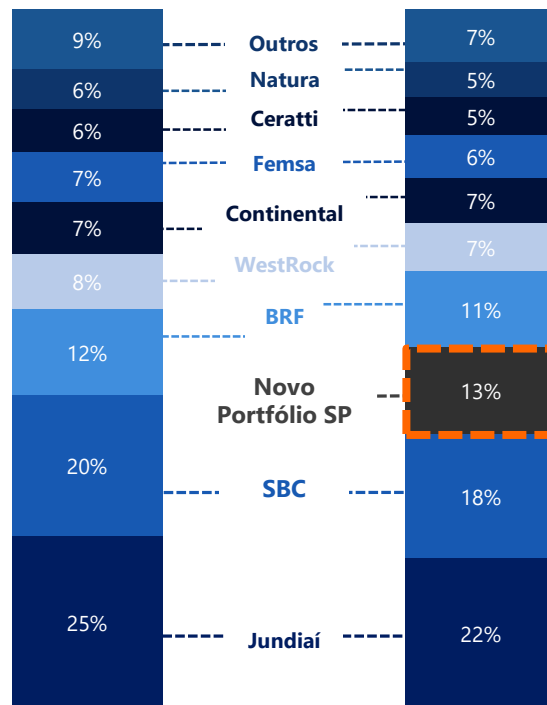 9%
Outros
7%
6%
Natura
5%
6%
Ceratti
5%
7%
Femsa
6%
7%
Continental
7%
8%
WestRock
7%
12%
BRF
11%
Novo
Portfólio SP
13%
20%
SBC
18%
25%
Jundiaí
22%